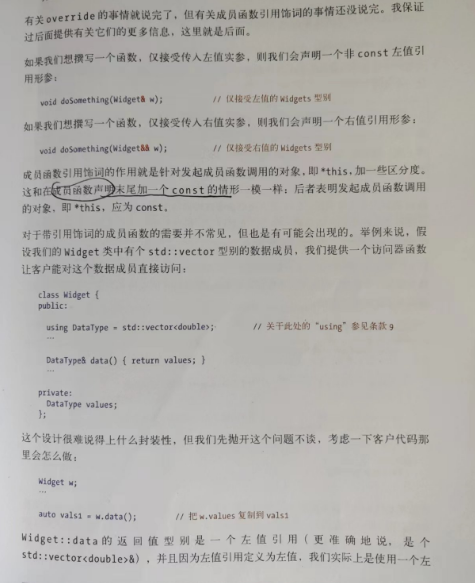 有关override的事情就说完了，但有关成员函数引用饰词的事情还没说完。我保证
过后面提供有关它们的更多信息，这里就是后面。
如果我们想撰写一个函数，仅接受传入左值实参，则我们会声明一个非const左值引
用形参：
void doSomething(Widget& w); // 仅接受左值的Widgets 型别
如果我们想撰写一个函数，仅接受传入右值实参，则我们会声明一个右值引用形参：
void doSomething(Widget&& w); // 仅接受右值的Widgets 型别
成员函数引用饰词的作用就是针对发起成员函数调用的对象，即*this，加一些区分度。
这和在成员函数声明末尾加一个const的情形一模一样：后者表明发起成员函数调用
的对象，即*this，应为const。
对于带引用饰词的成员函数的需要并不常见，但也是有可能会出现的。举例来说，假
设我们的Widget类中有个std::vector型别的数据成员，我们提供一个访问器函数
让客户能对这个数据成员直接访问：
class Widget {
public:
using DataType = std::vector<double>; // 关于此处的“using”参见条款9
…
DataType& data() { return values; }
…
private:
DataType values;
};
这个设计很难说得上什么封装性，但我们先抛开这个问题不谈，考虑一下客户代码那
里会怎么做：
Widget w;
…
auto vals1 = w.data(); // 把w.values复制到vals1
Widget::data的返回值型别是一个左值引用（更准确地说，是个
std::vector<double>&），并且因为左值引用定义为左值，我们实际上是使用一个左